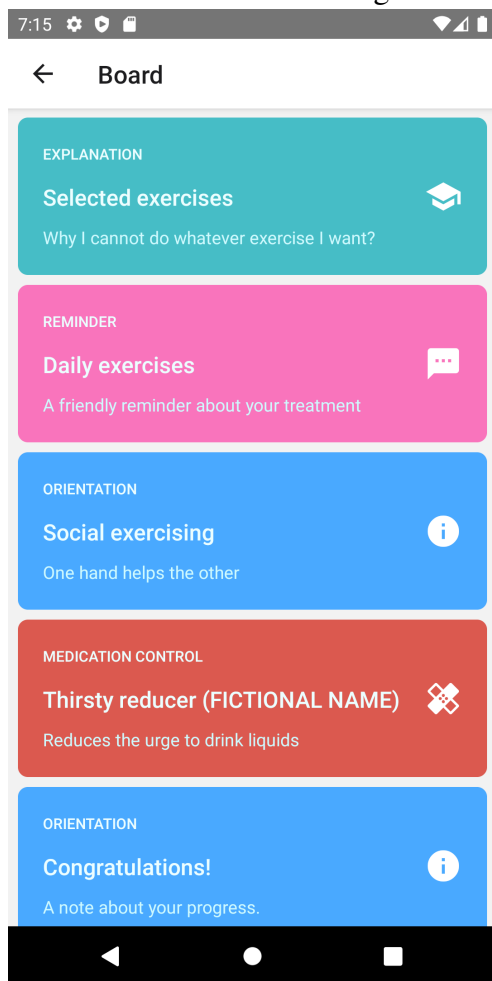 7:15
Board
EXPLANATION
Selected exercises
Why I cannot do whatever exercise I want?
REMINDER
Daily exercises
A friendly reminder about your treatment
ORIENTATION
Social exercising
One hand helps the other
MEDICATION CONTROL
Thirsty reducer (FICTIONAL NAME)
Reduces the urge to drink liquids
ORIENTATION
Congratulations!
A note about your progress.